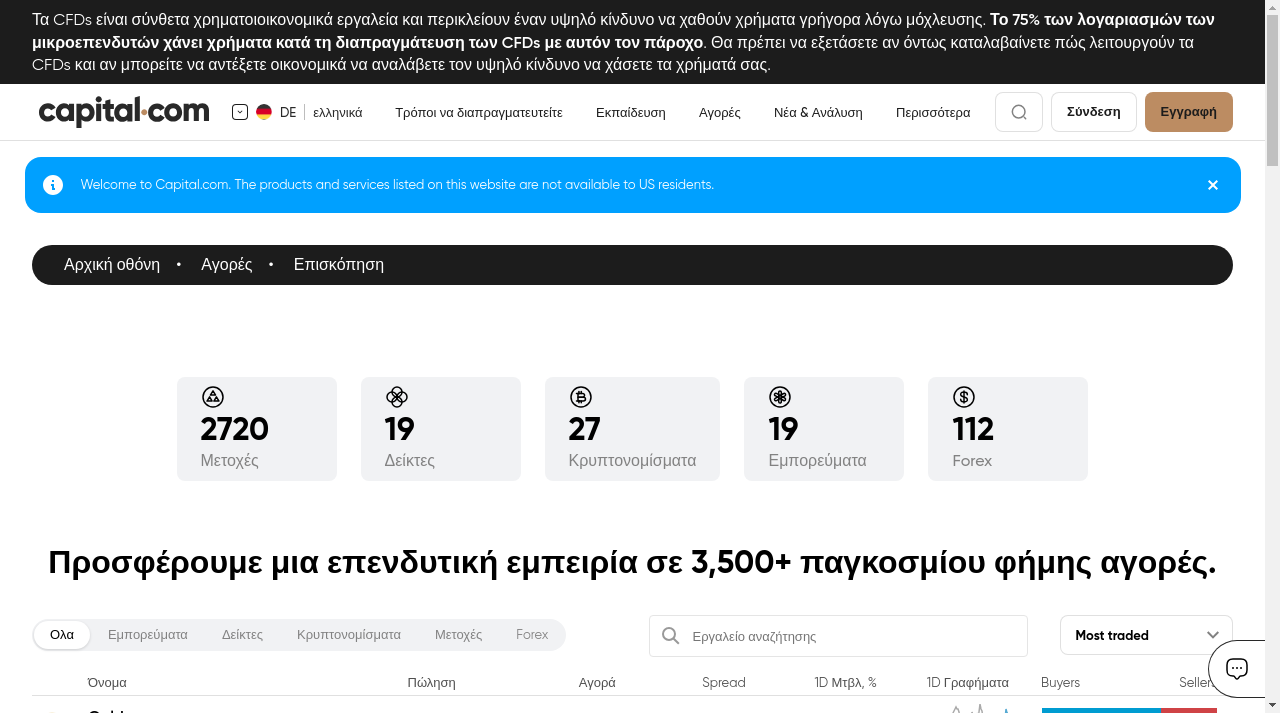 Τα CFDs είναι σύνθετα χρηματοιοικονομικά εργαλεία και περικλείουν έναν υψηλό κίνδυνο να χαθούν χρήματα γρήγορα λόγω μόχλευσης. Το 75% των λογαριασμών των
μικροεπενδυτών χάνει χρήματα κατά τη διαπραγμάτευση των CFDs με αυτόν τον πάροχο. Θα πρέπει να εξετάσετε αν όντως καταλαβαίνετε πώς λειτουργούν τα
CFDs και αν μπορείτε να αντέξετε οικονομικά να αναλάβετε τον υψηλό κίνδυνο να χάσετε τα χρήματά σας.
capital.com DE ελληνικά Τρόποι να διαπραγματευτείτε Εκπαίδευση Αγορές Νέα & Ανάλυση Περισσότερα Σύνδεση Εγγραφή
Welcome to Capital.com. The products and services listed on this website are not available to US residents.
Αρχική οθόνη • Αγορές • Επισκόπηση
2720 19 27 19 112
Μετοχές Δείκτες Κρυπτονομίσματα Εμπορεύματα Forex
Προσφέρουμε μια επενδυτική εμπειρία σε 3,500+ παγκοσμίου φήμης αγορές.
Ολα Εμπορεύματα Δείκτες Κρυπτονομίσματα Μετοχές Forex Εργαλείο αναζήτησης Most traded
Όνομα Πώληση Αγορά Spread 1D Μτβλ, % 1D Γραφήματα Buyers Sellers